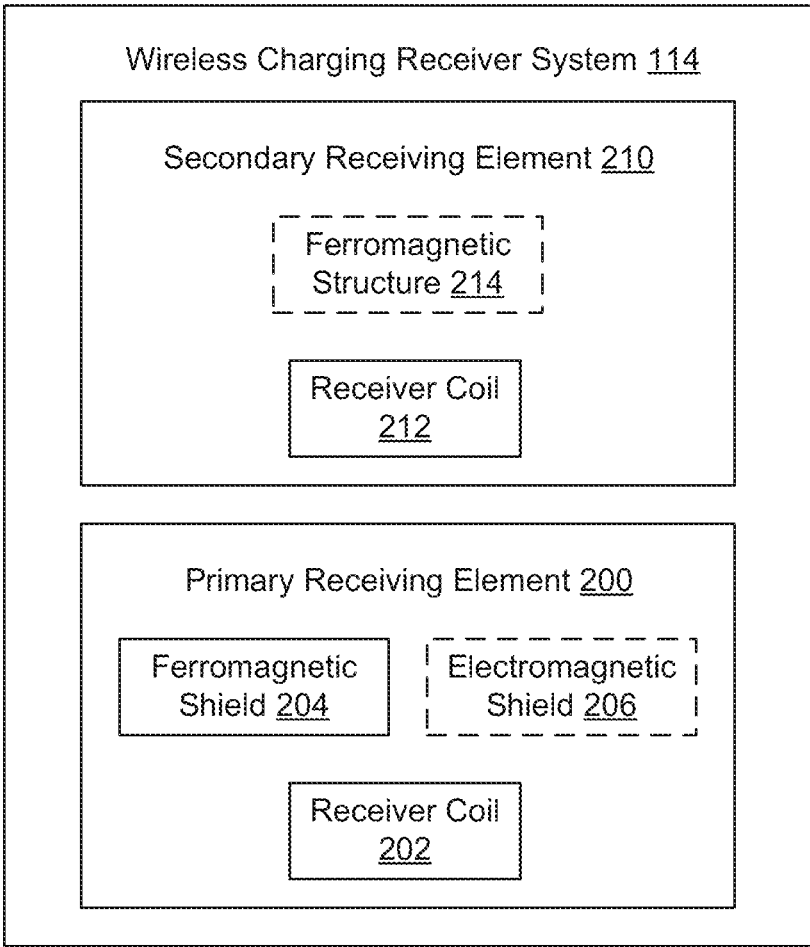 Wireless Charging Receiver System 114
Secondary Receiving Element 210
Ferromagnetic
Structure 214
Receiver Coil
212
Primary Receiving Element 200
Ferromagnetic
Shield 204
Electromagnetic
Shield 206
Receiver Coil
202